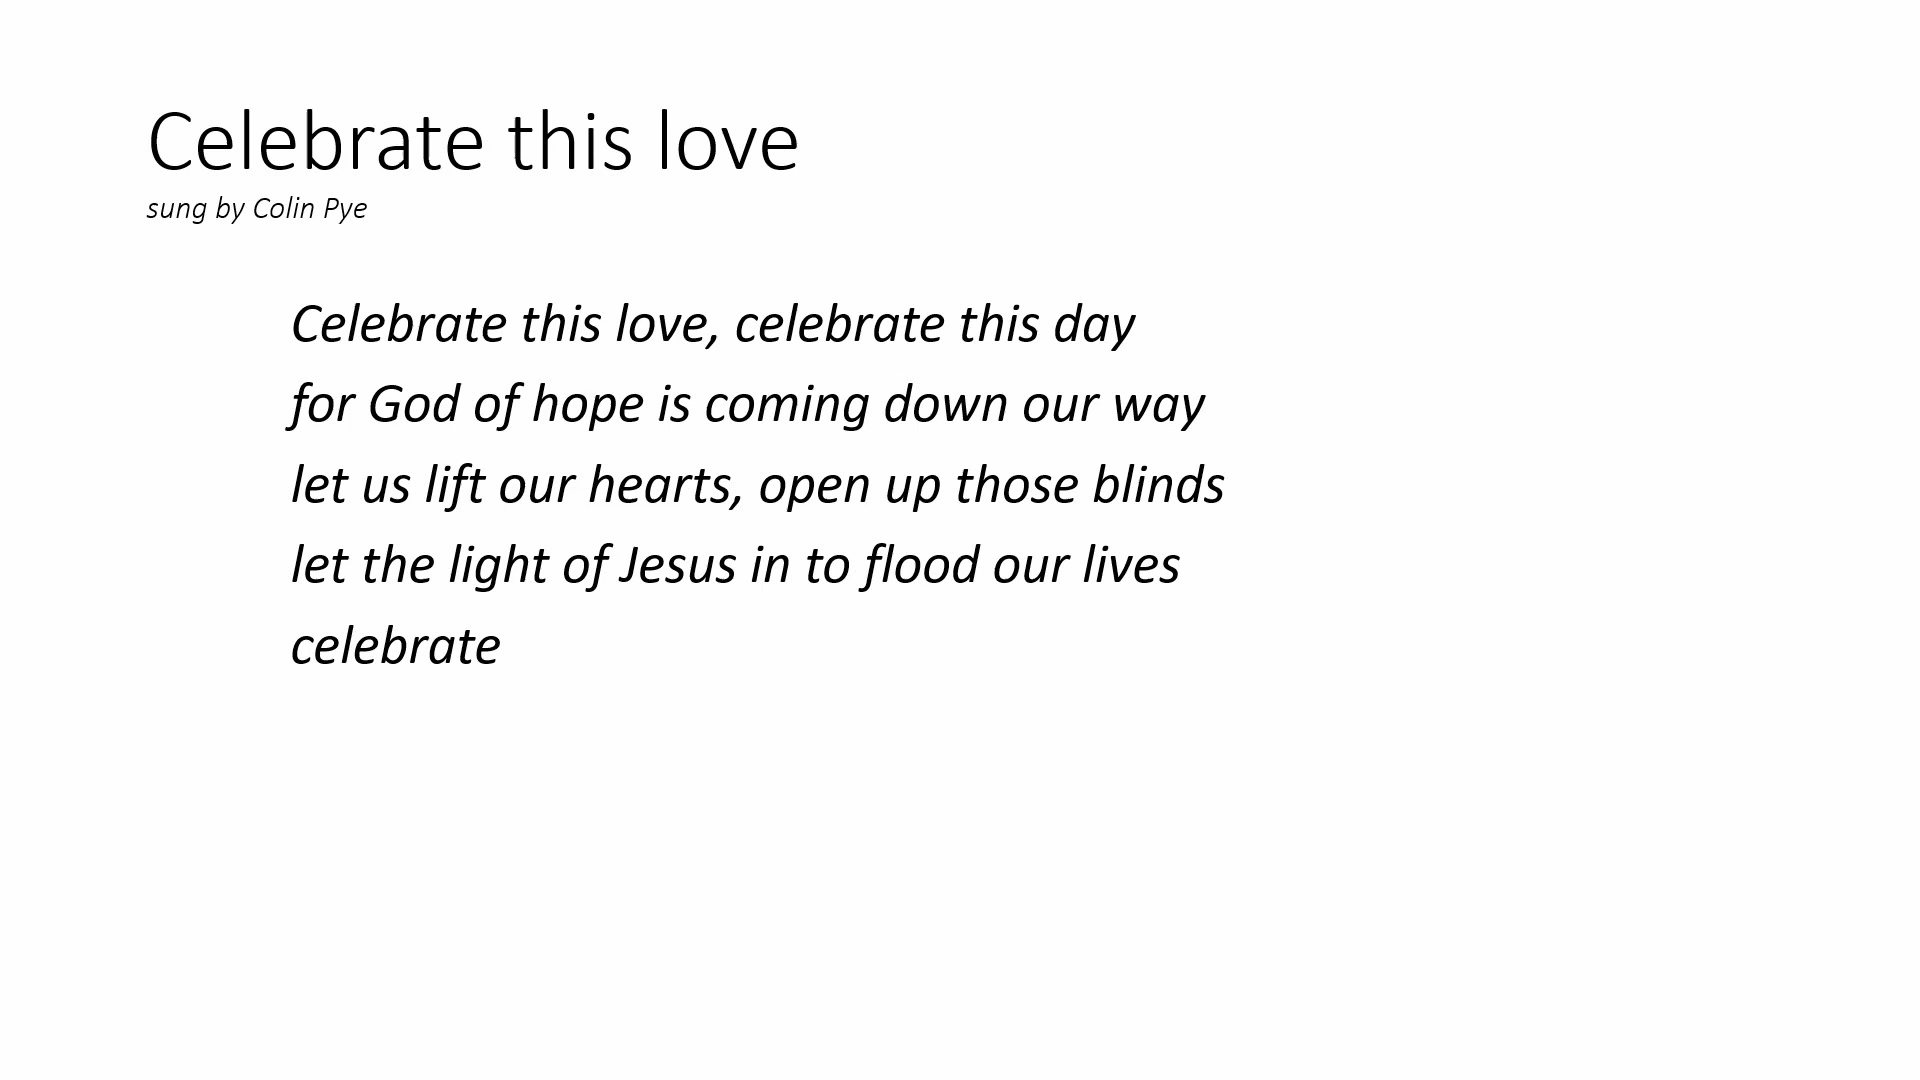 Celebrate this love
sung by Colin Pye
Celebrate this love, celebrate this day
for God of hope is coming down our way
let us lift our hearts, open up those blinds
let the light of Jesus in to flood our lives
celebrate